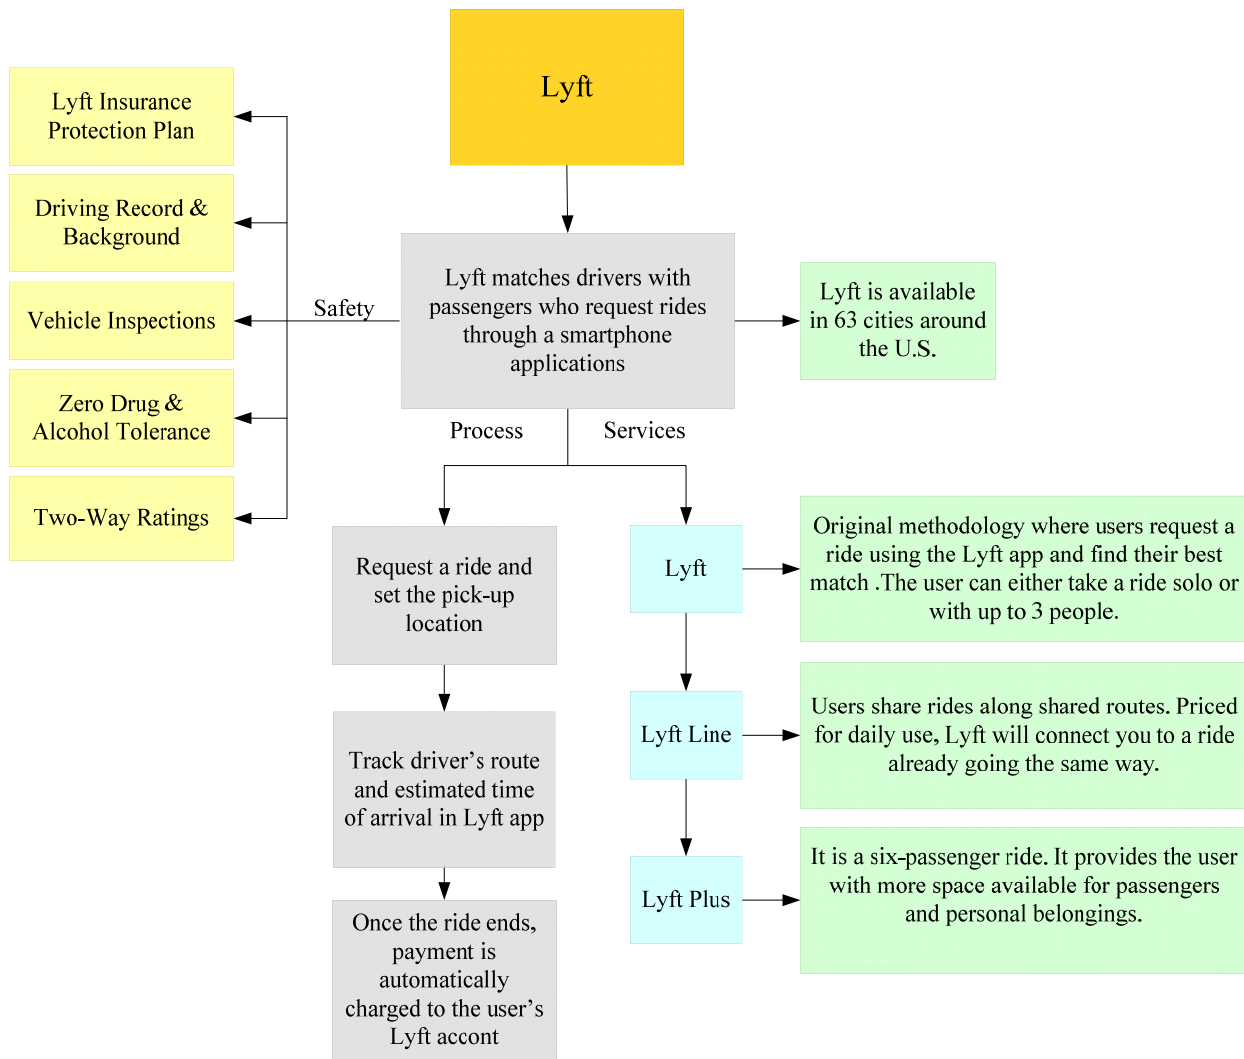 Lyft
Lyft Insurance
Protection Plan
Driving Record &
Background
Vehicle Inspections
Zero Drug &
Alcohol Tolerance
Two-Way Ratings
Safety
Lyft matches drivers with
passengers who request rides
through a smartphone
applications
Lyft is available
in 63 cities around
the U.S.
Process
Services
Request a ride and
set the pick-up
location
Track driver’s route
and estimated time
of arrival in Lyft app
Once the ride ends,
payment is
automatically
charged to the user’s
Lyft accont
Lyft
Original methodology where users request a
ride using the Lyft app and find their best
match .The user can either take a ride solo or
with up to 3 people.
Lyft Line
Users share rides along shared routes. Priced
for daily use, Lyft will connect you to a ride
already going the same way.
Lyft Plus
It is a six-passenger ride. It provides the user
with more space available for passengers
and personal belongings.